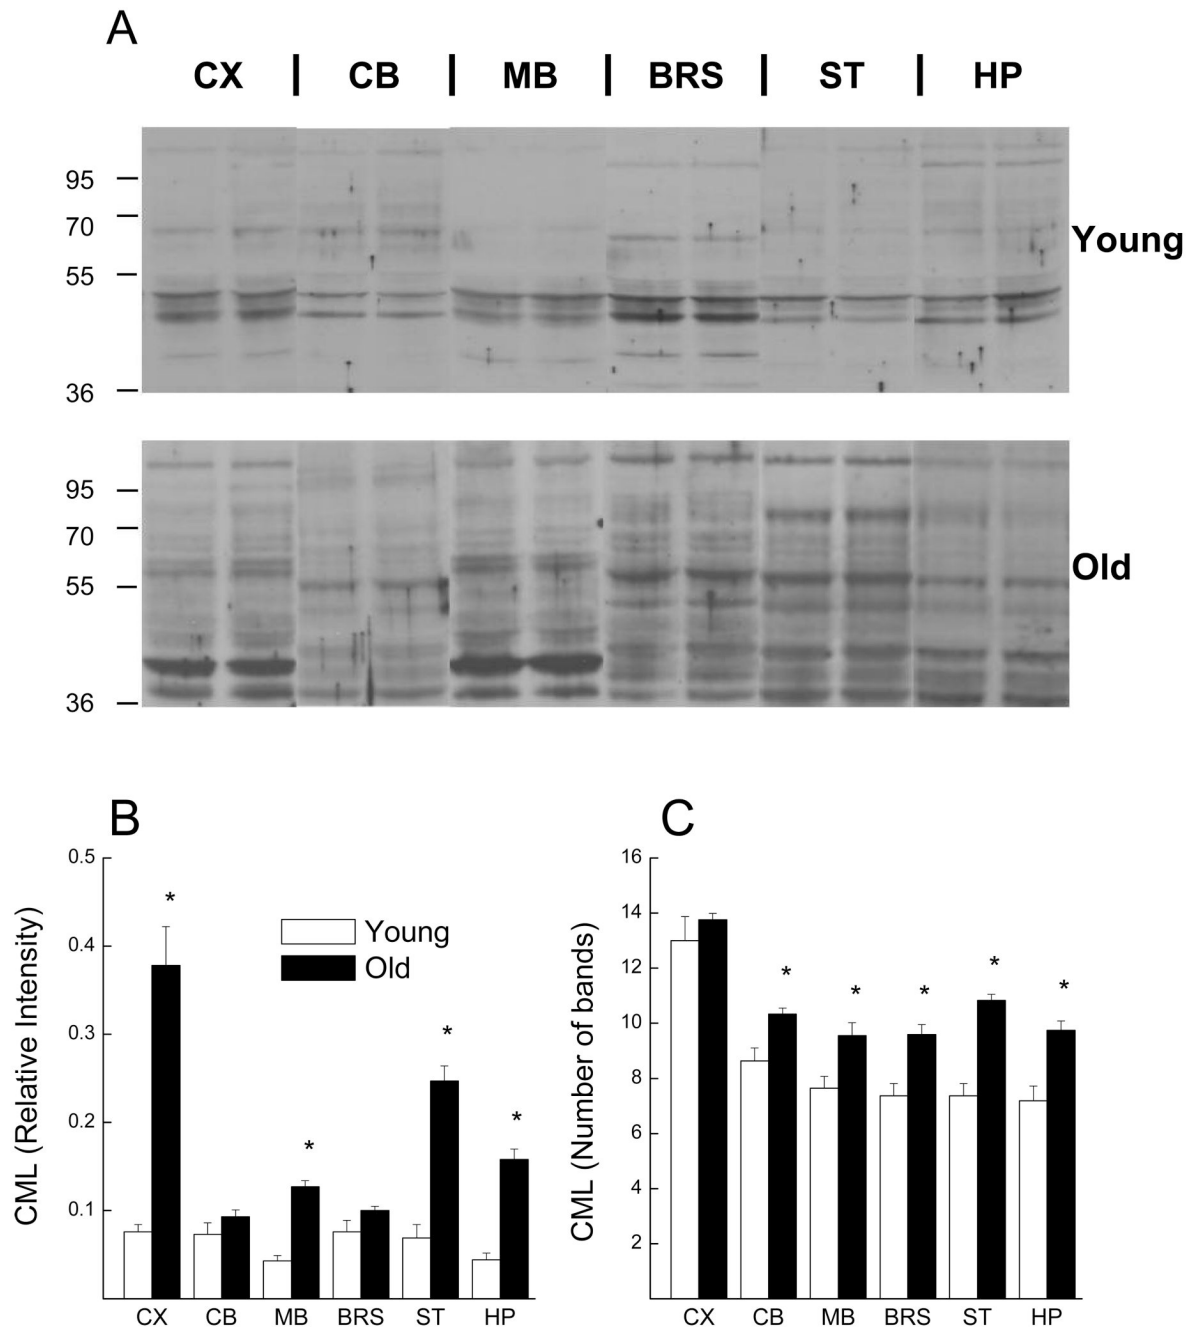 A
CX | CB | MB | BRS | ST | HP
95
70
55
36
Young
95
70
55
36
Old
B
CML (Relative Intensity)
0.5
0.4
0.3
0.2
0.1
* * * *
Young
Old
CX CB MB BRS ST HP
C
CML (Number of bands)
16
14
12
10
8
6
4
2
* * * * *
CX CB MB BRS ST HP